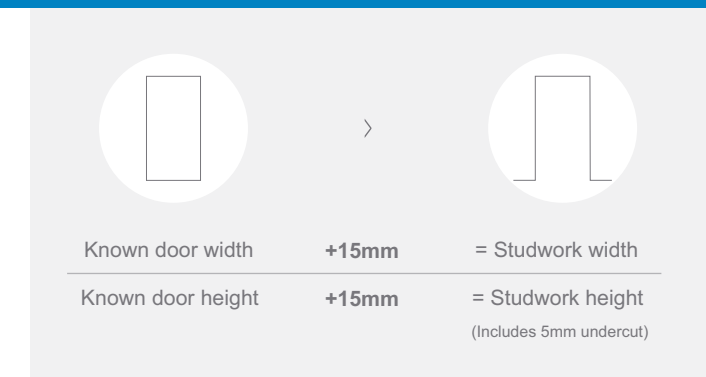 Known door width +15mm = Studwork width
Known door height +15mm = Studwork height
(Includes 5mm undercut)